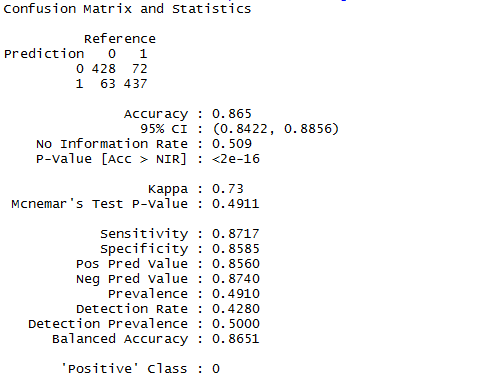 Confusion Matrix and Statistics
Reference
Prediction 0 1
0 428 72
1 63 437
Accuracy : 0.865
95% CI : (0.8422, 0.8856)
No Information Rate : 0.509
P-Value [Acc > NIR] : <2e-16
Kappa : 0.73
Mcnemar's Test P-Value : 0.4911
Sensitivity : 0.8717
Specificity : 0.8585
Pos Pred Value : 0.8560
Neg Pred Value : 0.8740
Prevalence : 0.4910
Detection Rate : 0.4280
Detection Prevalence : 0.5000
Balanced Accuracy : 0.8651
'Positive' Class : 0